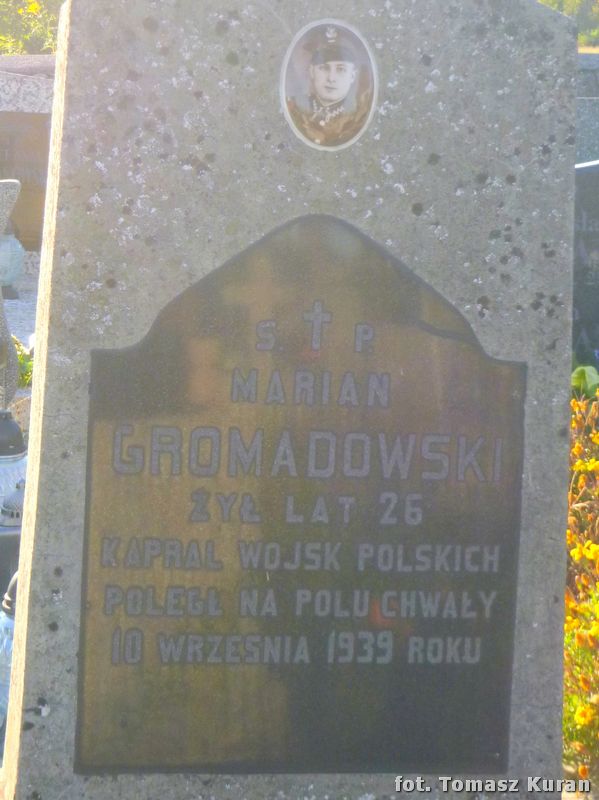 S. P.
MARIAN
GROMADOWSKI
ŻYŁ LAT 26
KAPRAL WOJSK POLSKICH
POLEGŁ NA POLU CHWAŁY
10 WRZEŚNIA 1939 ROKU
fot. Tomasz Kuran